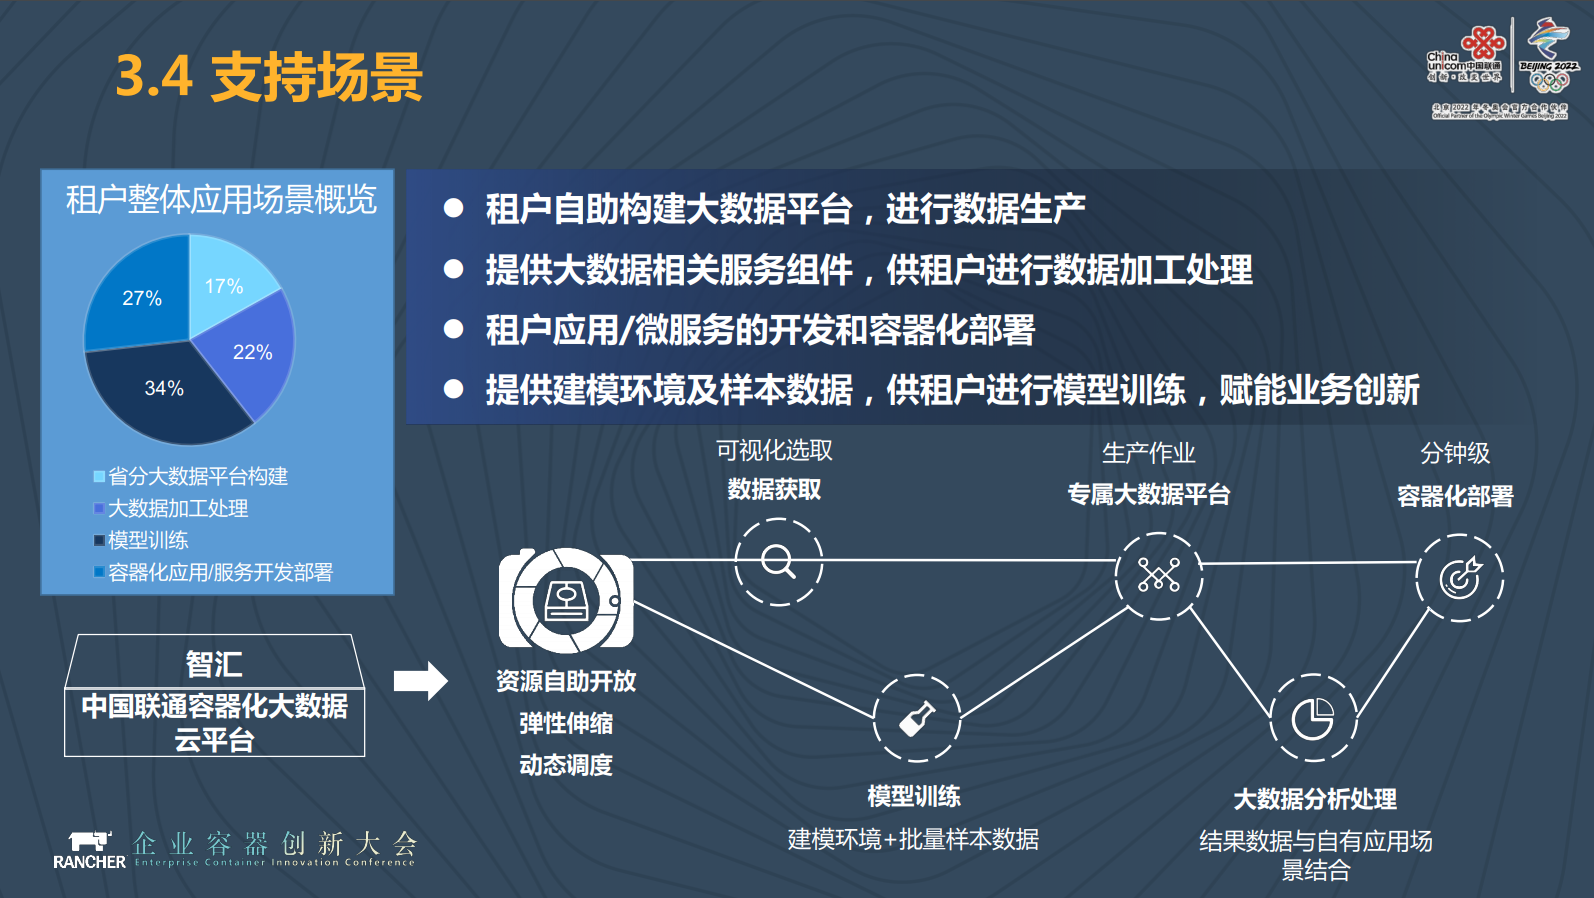 3.4 支持场景
China
unicom中国联通
创新·改变世界
BEIJING 2022
北京2022年冬奥会官方合作伙伴
Official Partner of the Olympic Winter Games Beijing 2022
租户整体应用场景概览
17%
27%
22%
34%
省分大数据平台构建
大数据加工处理
模型训练
容器化应用/服务开发部署
● 租户自助构建大数据平台，进行数据生产
● 提供大数据相关服务组件，供租户进行数据加工处理
● 租户应用/微服务的开发和容器化部署
● 提供建模环境及样本数据，供租户进行模型训练，赋能业务创新
可视化选取
数据获取
生产作业
专属大数据平台
分钟级
容器化部署
智汇
中国联通容器化大数据
云平台
资源自助开放
弹性伸缩
动态调度
模型训练
建模环境+批量样本数据
大数据分析处理
结果数据与自有应用场
景结合
RANCHER
企业容器创新大会
Enterprise Container Innovation Conference